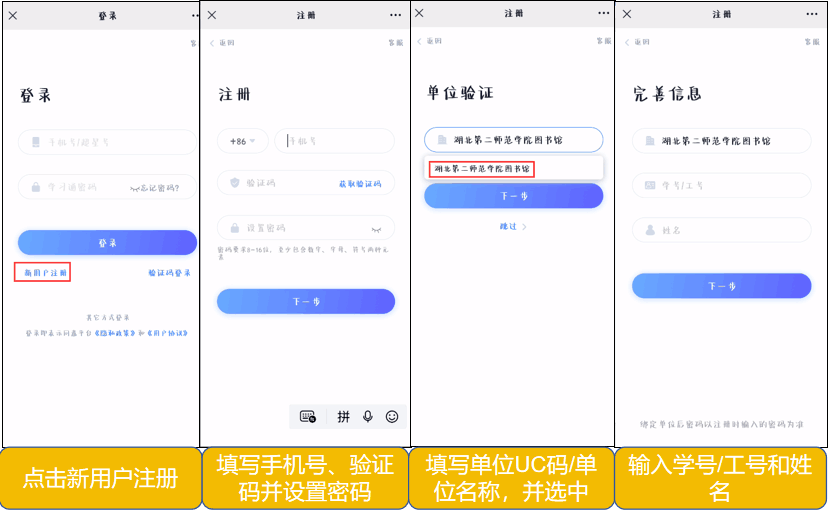 登录
客
登录
手机号/超星号
学习通密码
忘记密码?
登录
新用户注册
验证码登录
其它方式登录
登录即表示同意平台《隐私政策》和《用户协议》
点击新用户注册
注册
返回
客服
注册
+86
手机号
验证码
获取验证码
设置密码
密码要求8-16位,至少包含数字、字母、符号两种元
素
下一步
拼
填写手机号、验证
码并设置密码
注册
返回
客服
单位验证
湖北第二师范学院图书馆
湖北第二师范学院图书馆
下一步
跳过
填写单位UC码/单
位名称,并选中
注册
返回
客服
完善信息
湖北第二师范学院图书馆
学号/工号
姓名
下一步
绑定单位后密码以注册时输入的密码为准
输入学号/工号和姓
名